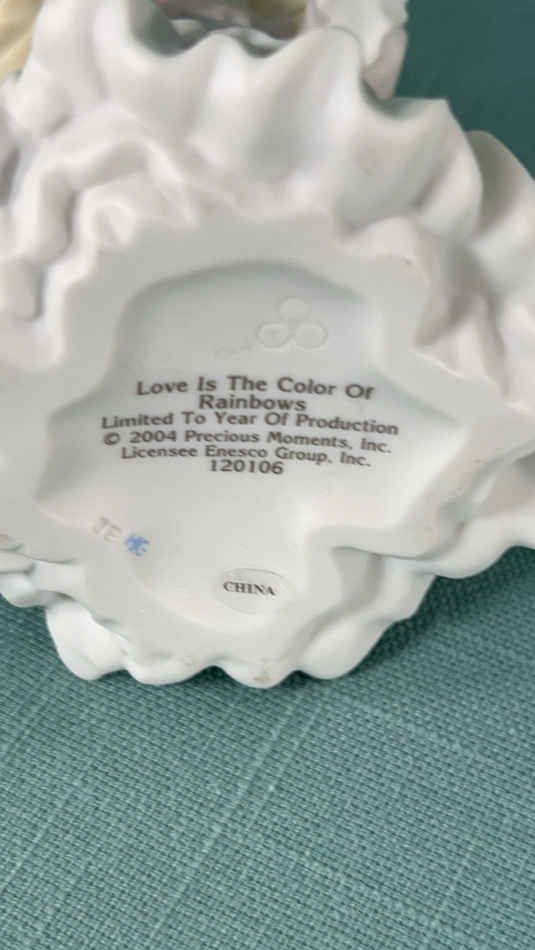 Love Is The Color Of
Rainbows
Limited To Year Of Production
© 2004 Precious Moments, Inc.
Licensee Enesco Group, Inc.
120106
CHINA